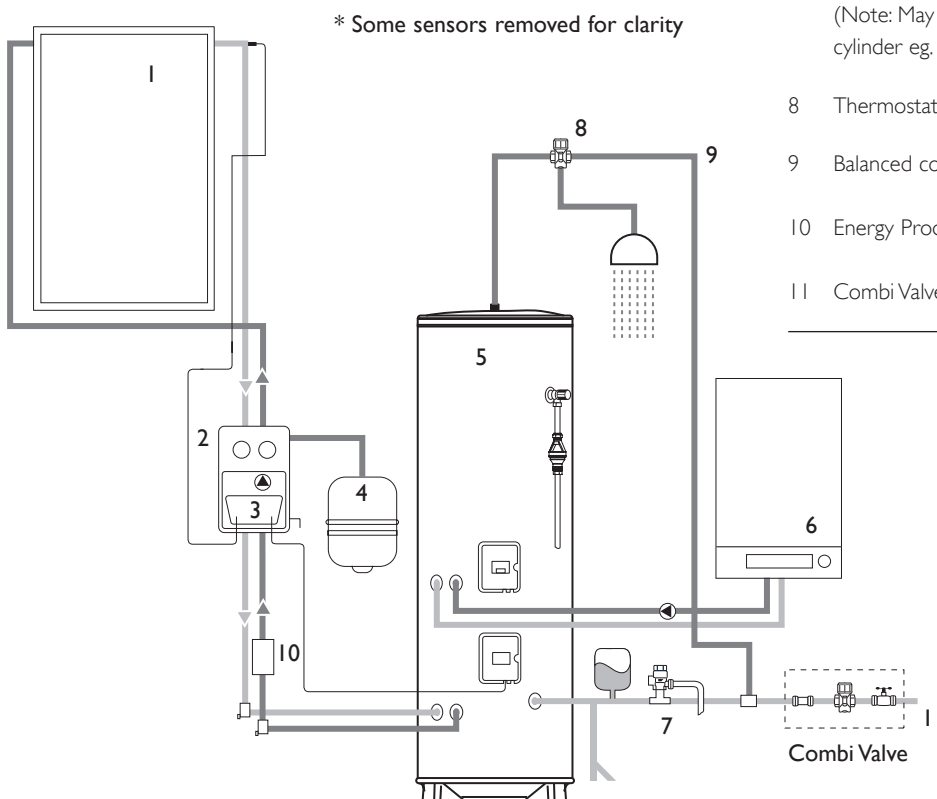 * Some sensors removed for clarity
(Note: May
cylinder eg.
8 Thermostat
9 Balanced co
10 Energy Prod
11 Combi Valve
1
2
3
4
5
6
7
8
9
10
1
Combi Valve